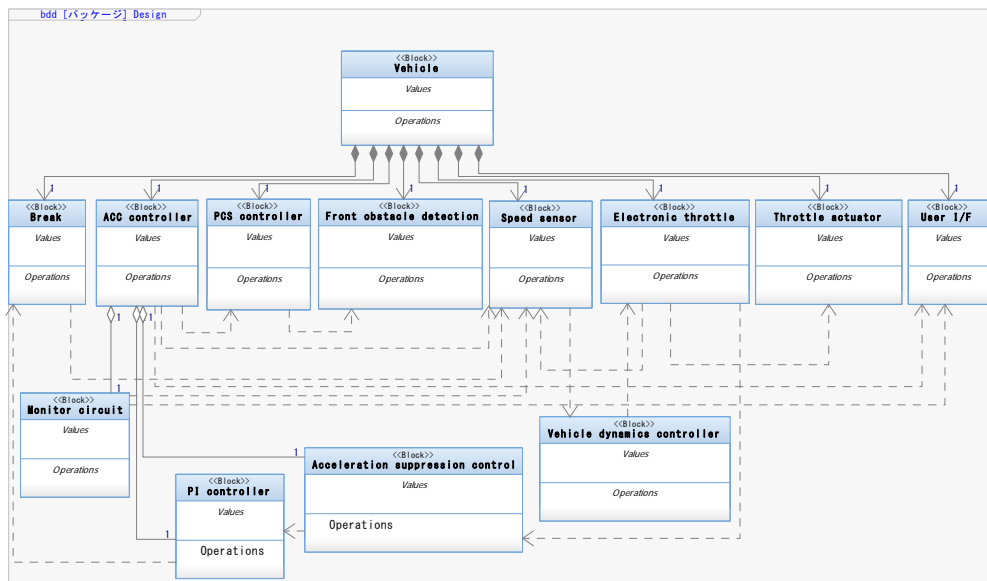 bdd [パッケージ] Design
<<Block>>
Vehicle
Values
Operations
1 1 1 1 1 1 1 1
<<Block>>
Break
Values
Operations
<<Block>>
ACC controller
Values
Operations
<<Block>>
PCS controller
Values
Operations
<<Block>>
Front obstacle detection
Values
Operations
<<Block>>
Speed sensor
Values
Operations
<<Block>>
Electronic throttle
Values
Operations
<<Block>>
Throttle actuator
Values
Operations
<<Block>>
User I/F
Values
Operations
1 1
1
<<Block>>
Monitor circuit
Values
Operations
<<Block>>
Vehicle dynamics controller
Values
Operations
1
<<Block>>
Acceleration suppression control
Values
Operations
1
<<Block>>
PI controller
Values
Operations